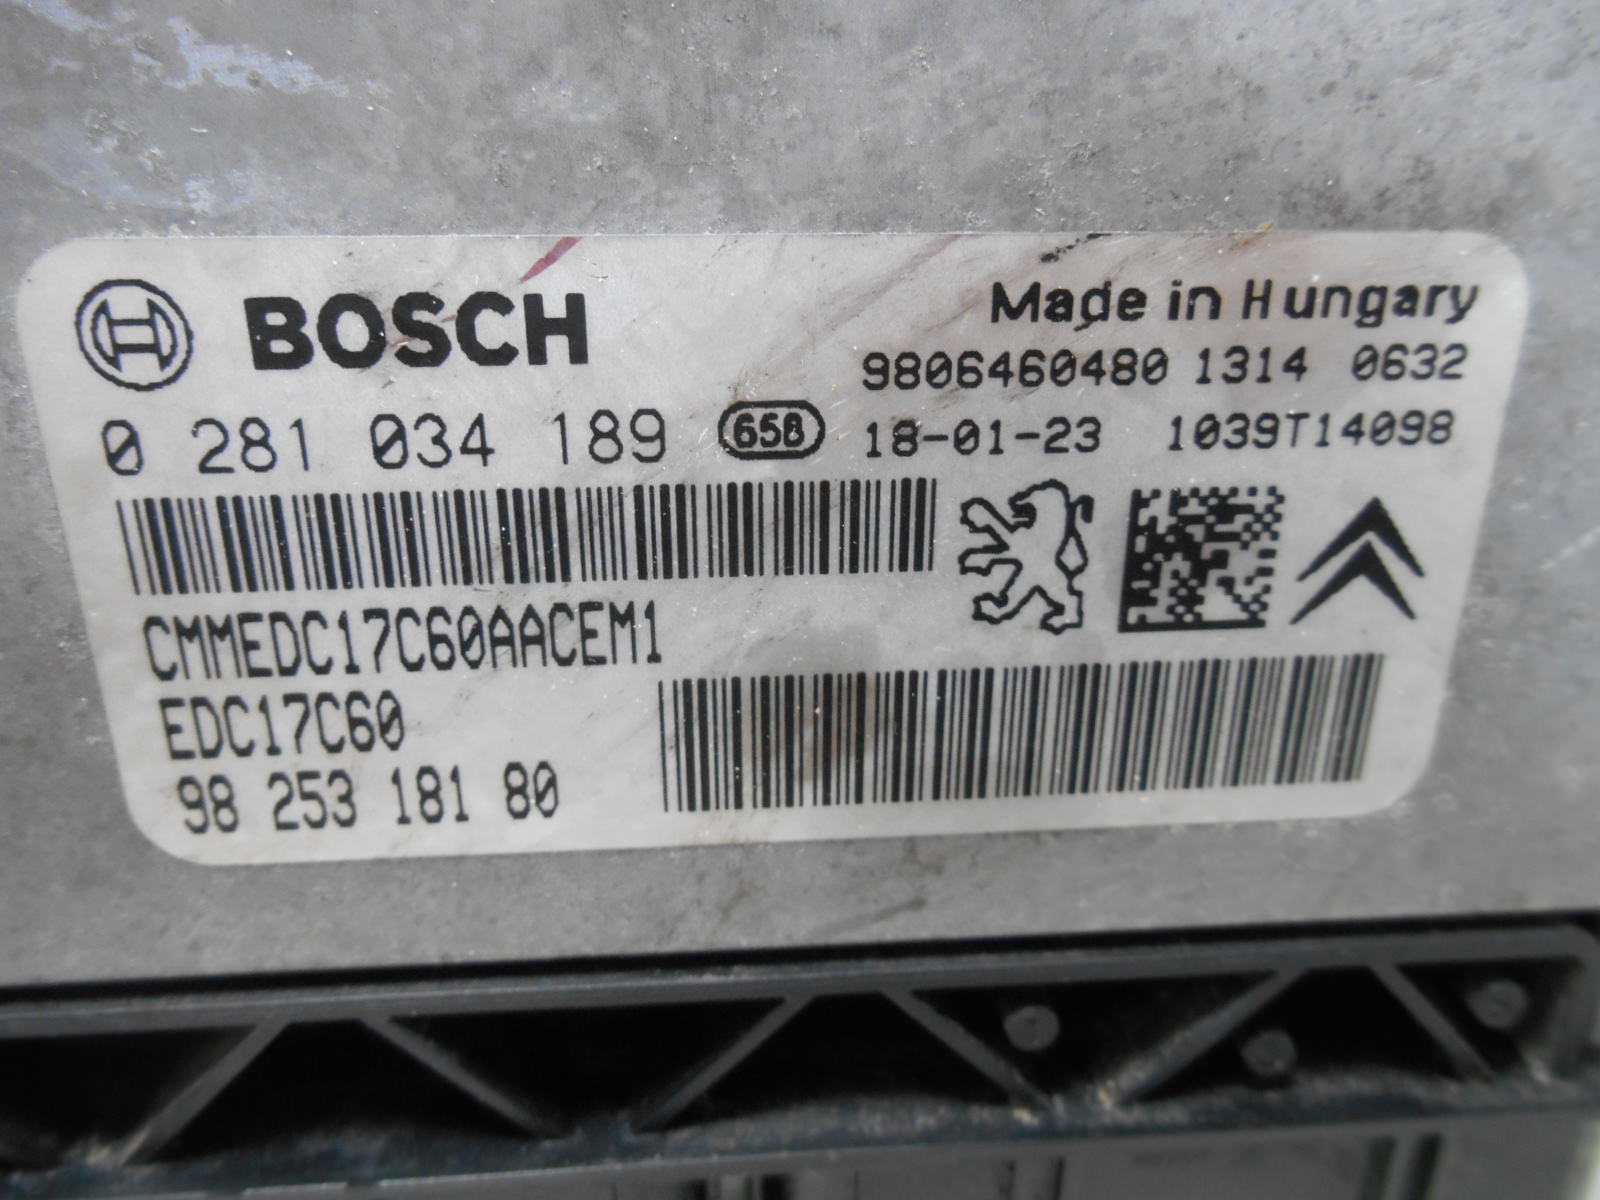 BOSCH
Made in Hungary
9806460480 1314 0632
0 281 034 189 658 18-01-23 1039T14098
CMMEDC17C60AACEM1
EDC17C60
98 253 181 80